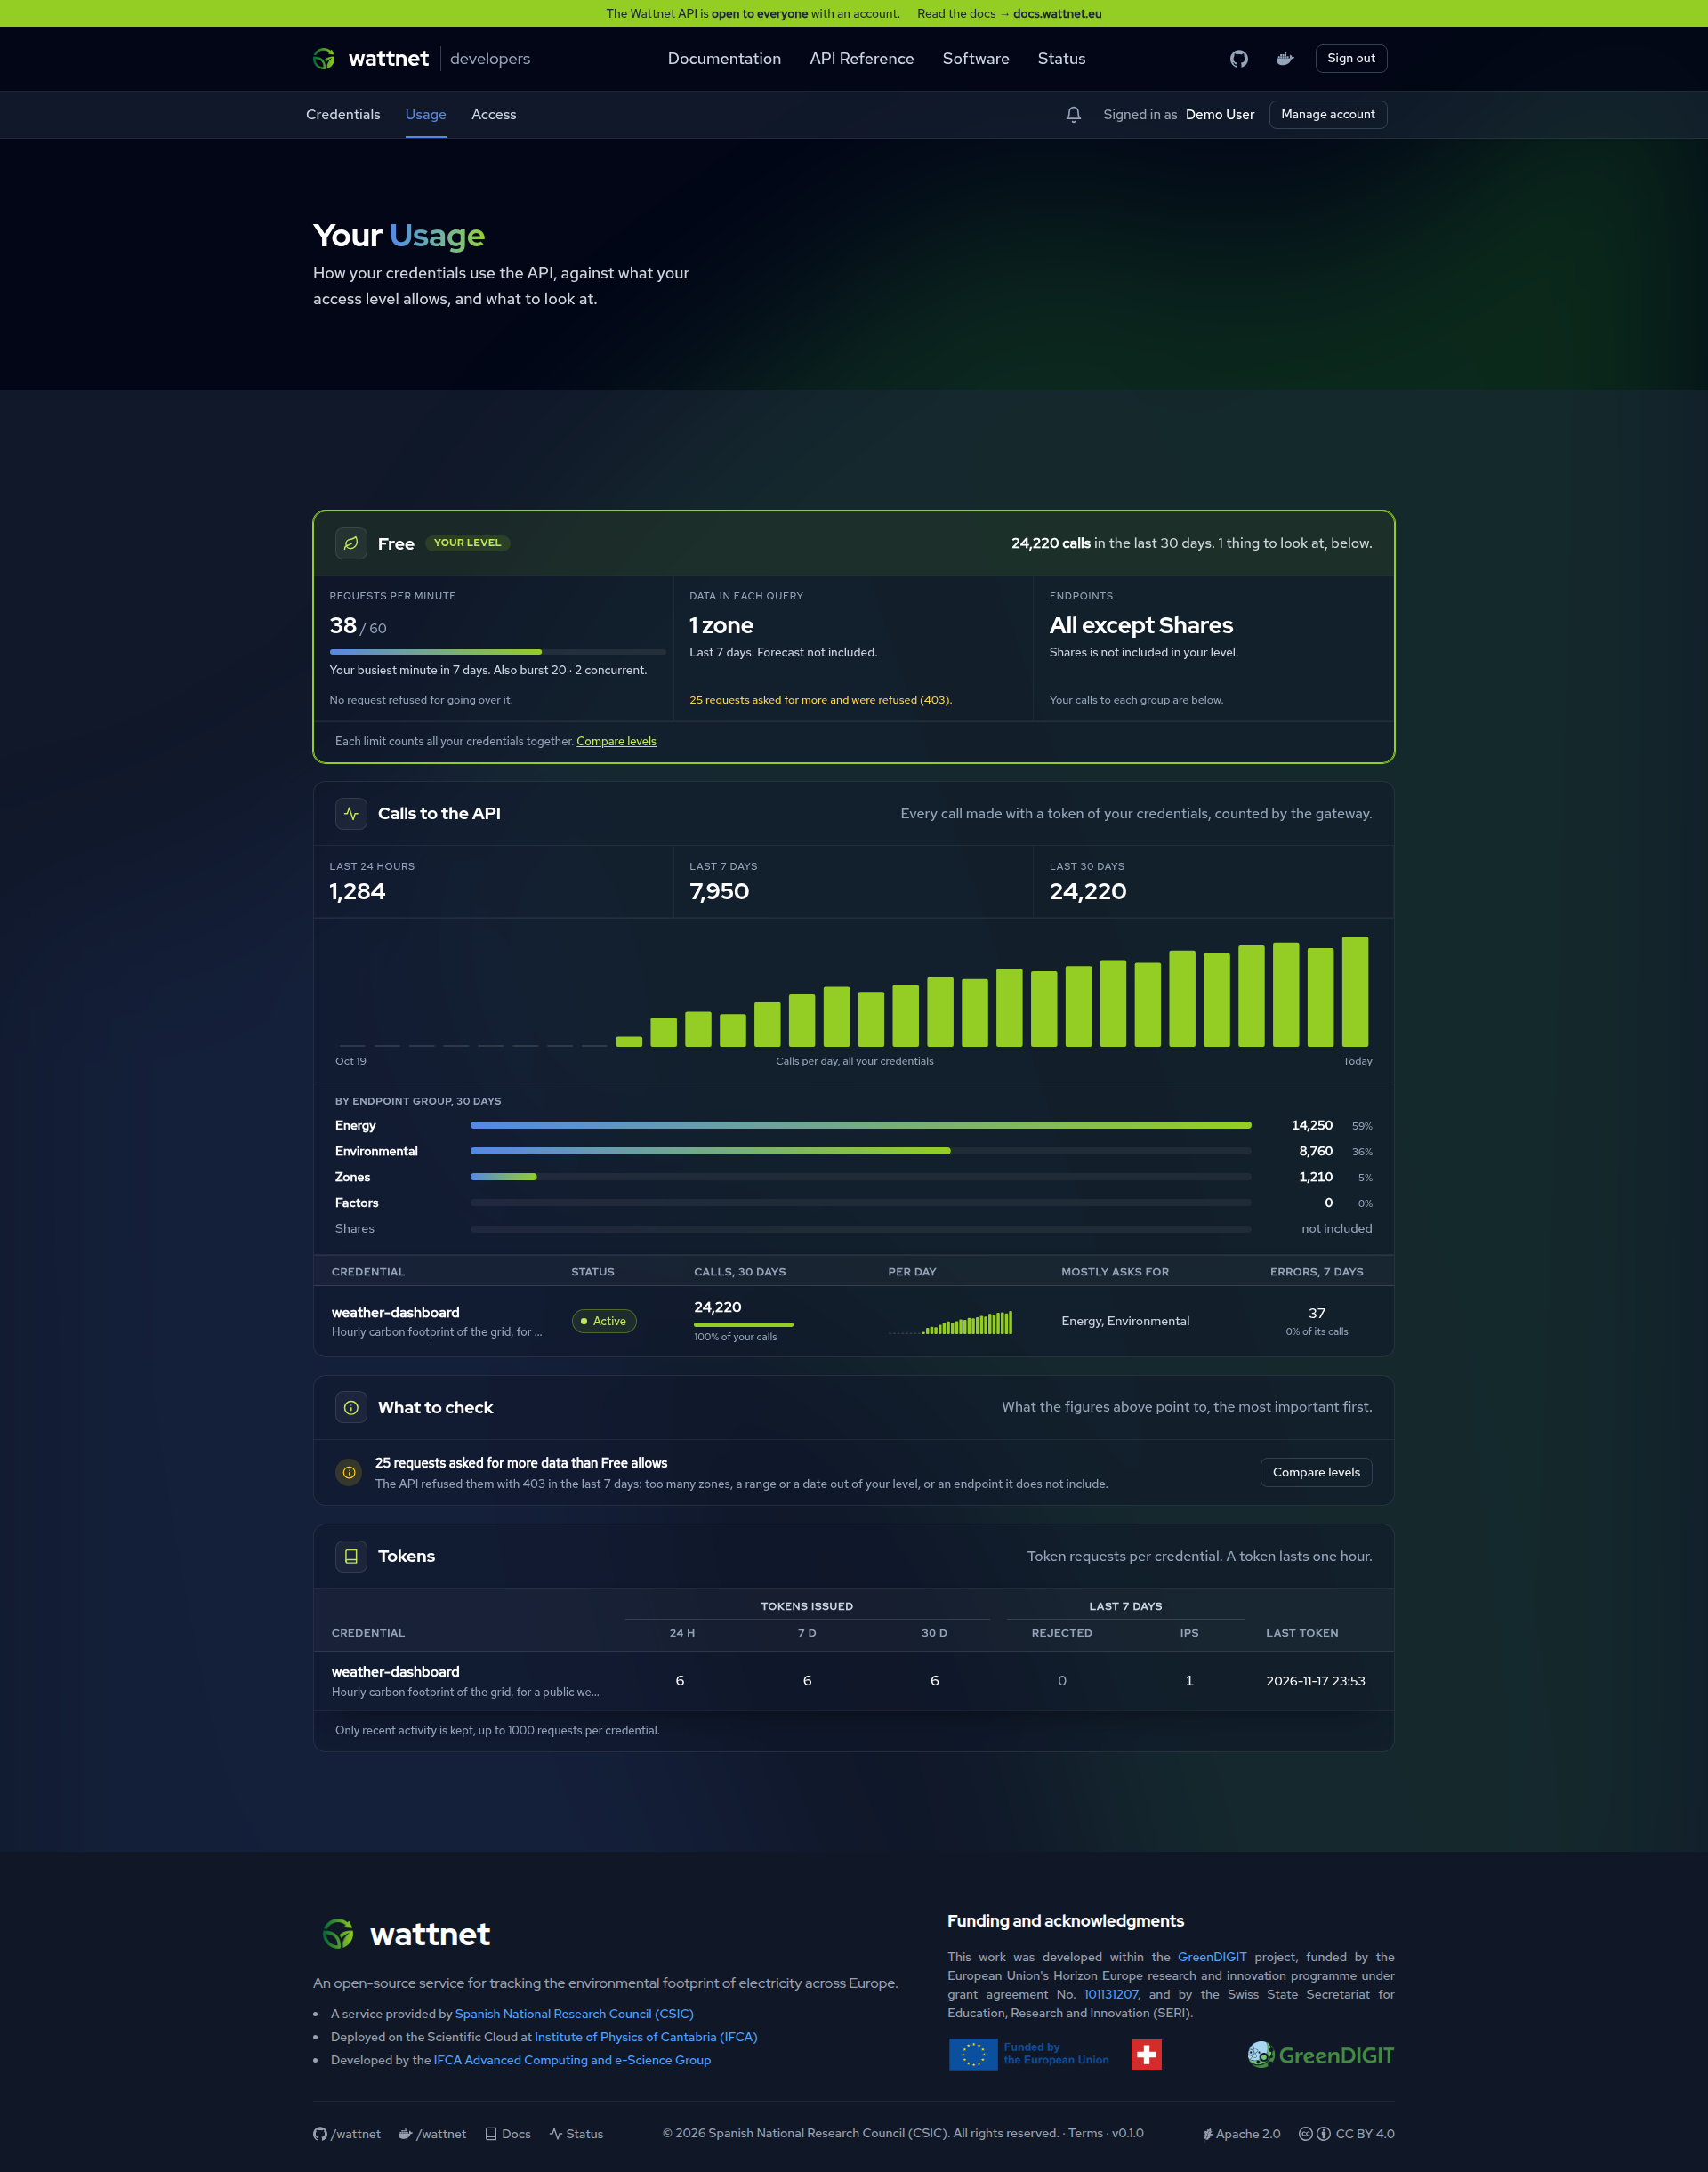 The Wattnet API is open to everyone with an account. Read the docs → docs.wattnet.eu
wattnet developers
Documentation API Reference Software Status
Sign out
Credentials Usage Access
Signed in as Demo User Manage account
Your Usage
How your credentials use the API, against what your
access level allows, and what to look at.
Free YOUR LEVEL
24,220 calls in the last 30 days. 1 thing to look at, below.
REQUESTS PER MINUTE
38 / 60
Your busiest minute in 7 days. Also burst 20 · 2 concurrent.
No request refused for going over it.
DATA IN EACH QUERY
1 zone
Last 7 days. Forecast not included.
25 requests asked for more and were refused (403).
ENDPOINTS
All except Shares
Shares is not included in your level.
Your calls to each group are below.
Each limit counts all your credentials together. Compare levels
Calls to the API
Every call made with a token of your credentials, counted by the gateway.
LAST 24 HOURS
1,284
LAST 7 DAYS
7,950
LAST 30 DAYS
24,220
Oct 19 Calls per day, all your credentials Today
BY ENDPOINT GROUP, 30 DAYS
Energy 14,250 59%
Environmental 8,760 36%
Zones 1,210 5%
Factors 0 0%
Shares not included
CREDENTIAL STATUS CALLS, 30 DAYS PER DAY MOSTLY ASKS FOR ERRORS, 7 DAYS
weather-dashboard
Hourly carbon footprint of the grid, for ...
Active
24,220
100% of your calls
Energy, Environmental
37
0% of its calls
What to check
What the figures above point to, the most important first.
25 requests asked for more data than Free allows
The API refused them with 403 in the last 7 days: too many zones, a range or a date out of your level, or an endpoint it does not include.
Compare levels
Tokens
Token requests per credential. A token lasts one hour.
TOKENS ISSUED LAST 7 DAYS
CREDENTIAL 24 H 7 D 30 D REJECTED IPS LAST TOKEN
weather-dashboard
Hourly carbon footprint of the grid, for a public we...
6 6 6 0 1 2026-11-17 23:53
Only recent activity is kept, up to 1000 requests per credential.
wattnet
An open-source service for tracking the environmental footprint of electricity across Europe.
• A service provided by Spanish National Research Council (CSIC)
• Deployed on the Scientific Cloud at Institute of Physics of Cantabria (IFCA)
• Developed by the IFCA Advanced Computing and e-Science Group
Funding and acknowledgments
This work was developed within the GreenDIGIT project, funded by the
European Union's Horizon Europe research and innovation programme under
grant agreement No. 101131207, and by the Swiss State Secretariat for
Education, Research and Innovation (SERI).
Funded by
the European Union
GreenDIGIT
/wattnet /wattnet Docs Status
© 2026 Spanish National Research Council (CSIC). All rights reserved. · Terms · v0.1.0
Apache 2.0 CC BY 4.0